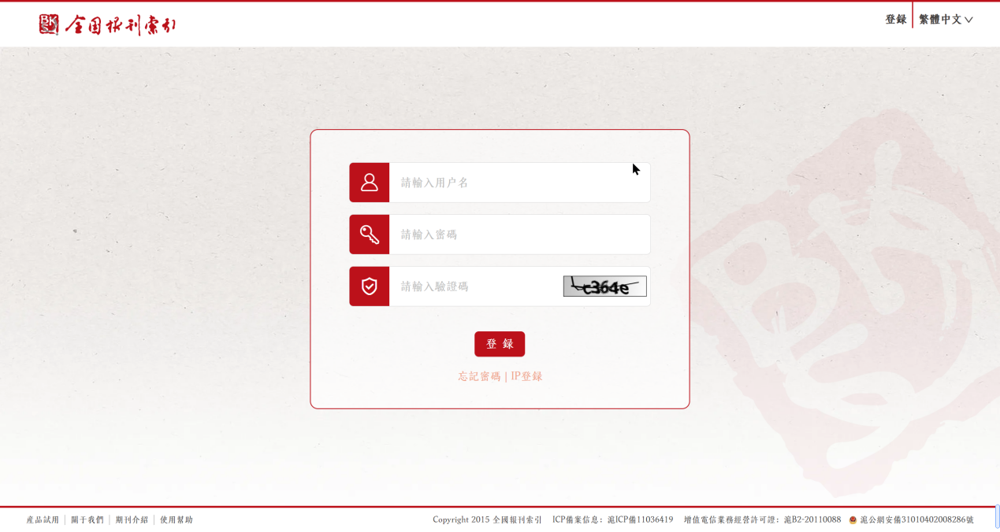 全国报刊索引
登録 繁體中文
請輸入用户名
請輸入密碼
請輸入驗證碼 c364e
登 録
忘記密碼 | IP登録
産品試用 | 關于我們 | 期刊介紹 | 使用幫助 Copyright 2015 全國報刊索引 ICP備案信息：滬ICP備11036419 增值電信業務經營許可證：滬B2-20110088 滬公網安備31010402008286號